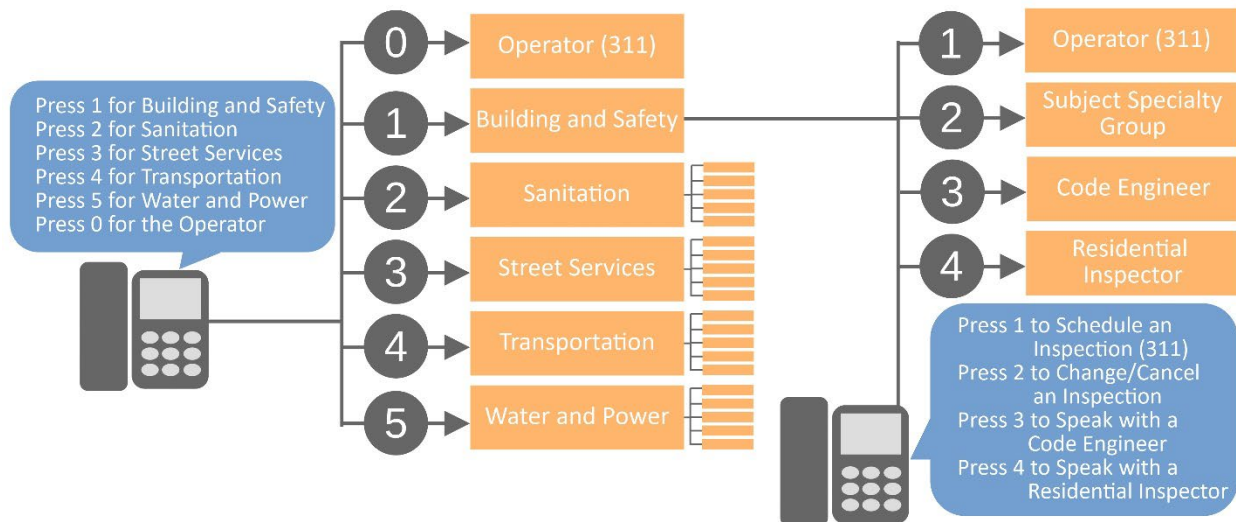 Press 1 for Building and Safety
Press 2 for Sanitation
Press 3 for Street Services
Press 4 for Transportation
Press 5 for Water and Power
Press 0 for the Operator
0
Operator (311)
1
Building and Safety
2
Sanitation
3
Street Services
4
Transportation
5
Water and Power
1
Operator (311)
2
Subject Specialty
Group
3
Code Engineer
4
Residential
Inspector
Press 1 to Schedule an
Inspection (311)
Press 2 to Change/Cancel
an Inspection
Press 3 to Speak with a
Code Engineer
Press 4 to Speak with a
Residential Inspector